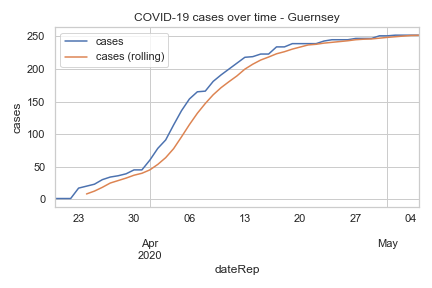 COVID-19 cases over time - Guernsey
cases
cases (rolling)
250
200
150
100
50
0
cases
23 30 06 13 20 27 04
Apr May
2020
dateRep